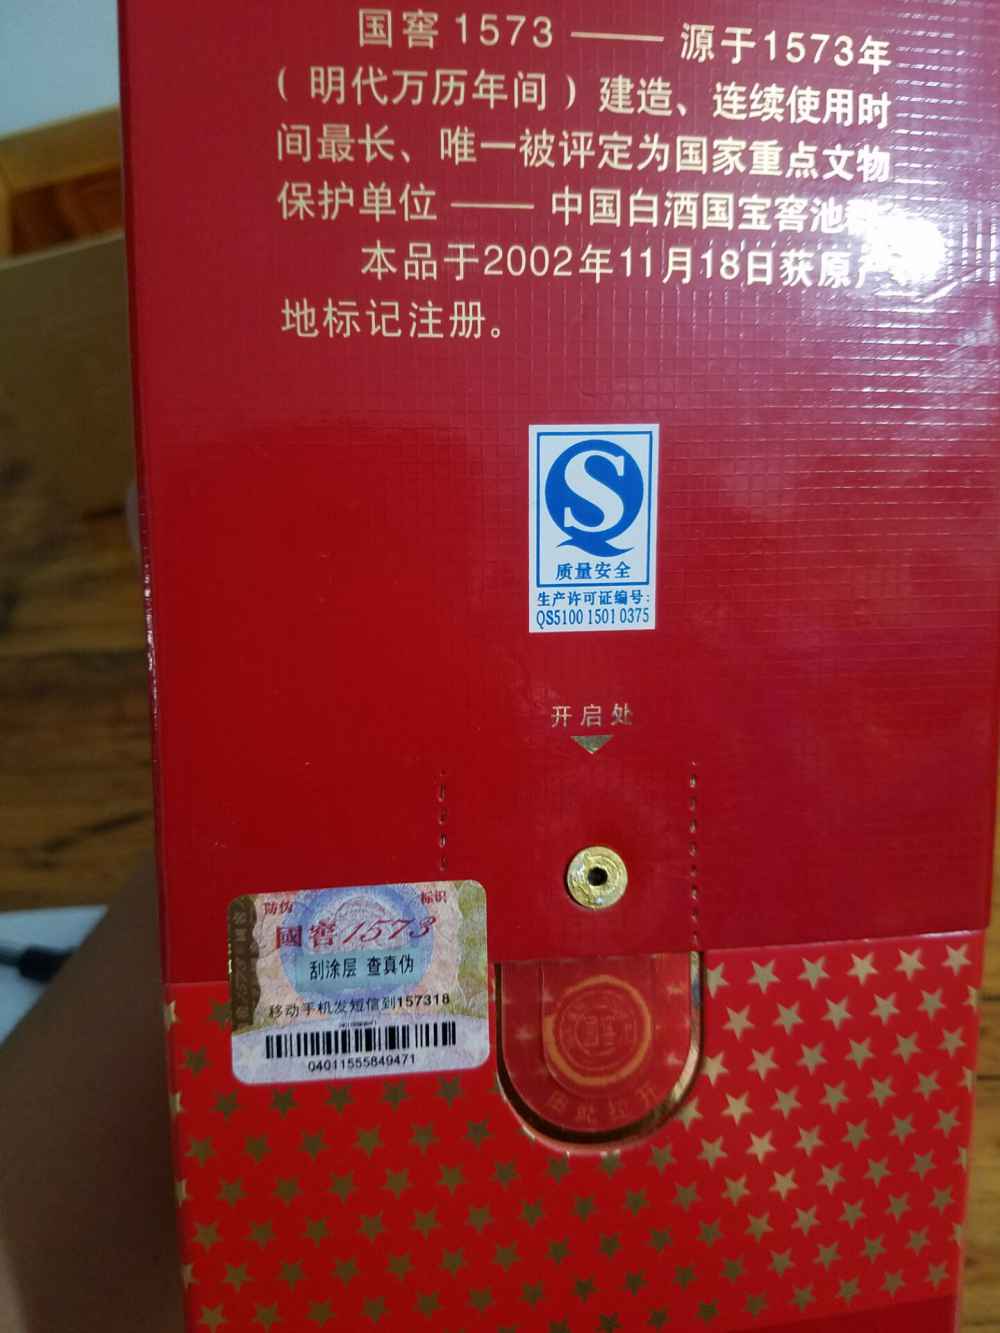 国窖1573——源于1573年
（明代万历年间）建造、连续使用时
间最长、唯一被评定为国家重点文物
保护单位——中国白酒国宝窖池
本品于2002年11月18日获原产
地标记注册。
质量安全
生产许可证编号:
QS5100 1501 0375
开启处
防伪 标识
國窖1573
刮涂层 查真伪
移动手机发短信到157318
04011555849471